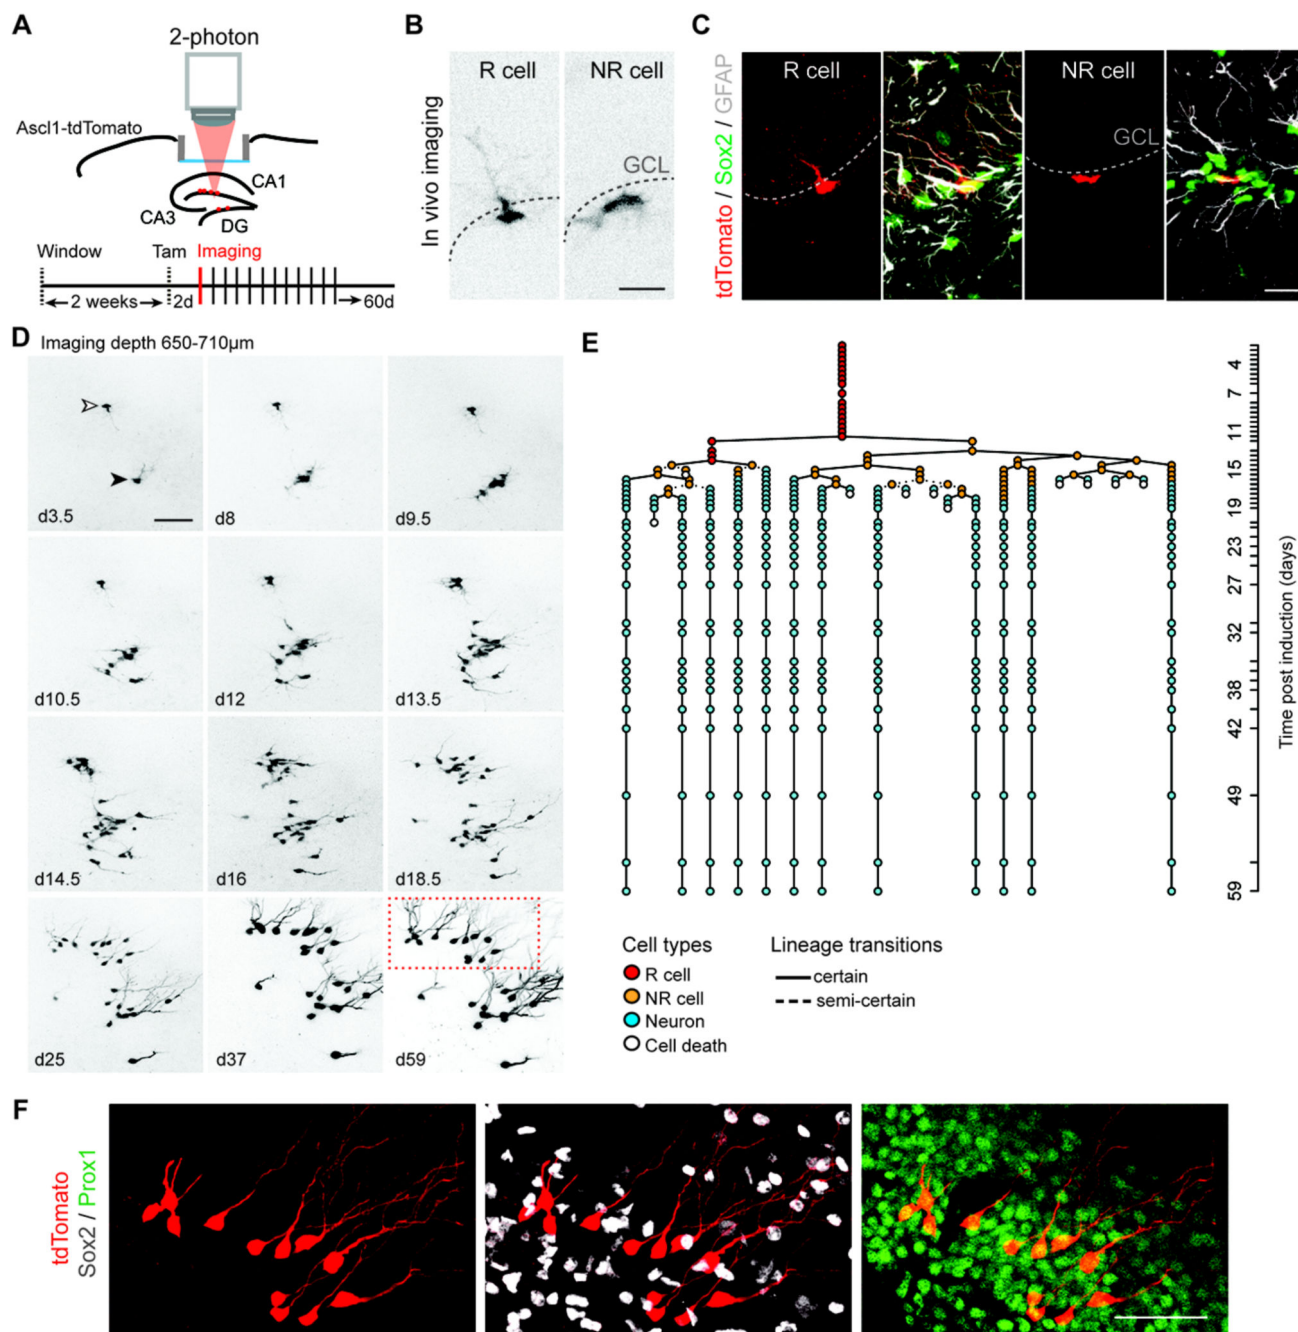 A
2-photon
Ascl1-tdTomato
CA1
CA3
DG
Window
Tam
Imaging
2 weeks
2d
60d
B
R cell
NR cell
GCL
In vivo imaging
C
R cell
NR cell
GCL
tdTomato / Sox2 / GFAP
D
Imaging depth 650-710µm
d3.5
d8
d9.5
d10.5
d12
d13.5
d14.5
d16
d18.5
d25
d37
d59
E
4
7
11
15
19
23
27
32
38
42
49
59
Time post induction (days)
Cell types
R cell
NR cell
Neuron
Cell death
Lineage transitions
certain
semi-certain
F
tdTomato
Sox2 / Prox1